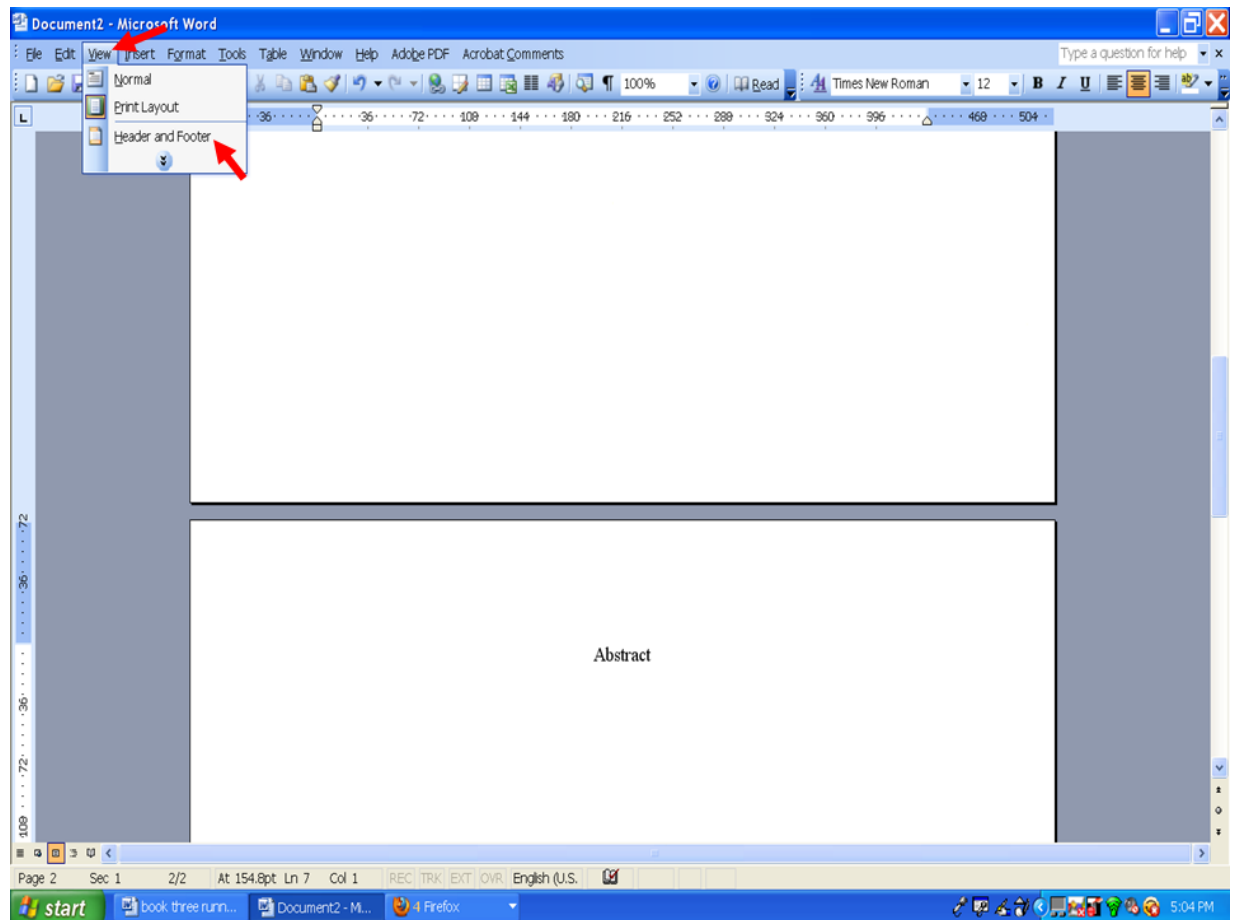 Document2 - Microsoft Word
File Edit View Insert Format Tools Table Window Help Adobe PDF Acrobat Comments Type a question for help
Normal
100% Read Times New Roman 12 B I U
Print Layout
L ·36· · · · · · · · · ·36· · · · ·72· · · · 108 · · · 144 · · · 180 · · · 216 · · · 252 · · · 288 · · · 324 · · · 360 · · · 396 · · · · · · · · 468 · · · 504 ·
Header and Footer
72
36
Abstract
36
72
108
Page 2 Sec 1 2/2 At 154.8pt Ln 7 Col 1 REC TRK EXT OVR English (U.S.
start book three runn... Document2 - M... 4 Firefox 5:04 PM